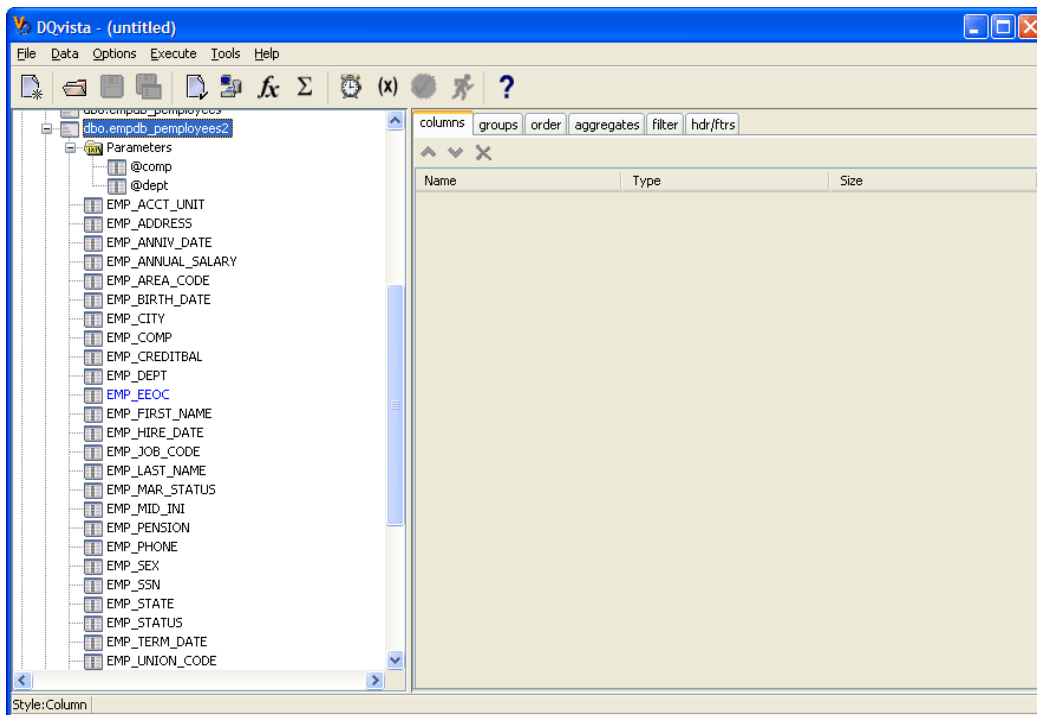 DQvista - (untitled)
File Data Options Execute Tools Help
fx Σ (x) ?
dbo.empdb_pemployees
dbo.empdb_pemployees2
Parameters
@comp
@dept
EMP_ACCT_UNIT
EMP_ADDRESS
EMP_ANNIV_DATE
EMP_ANNUAL_SALARY
EMP_AREA_CODE
EMP_BIRTH_DATE
EMP_CITY
EMP_COMP
EMP_CREDITBAL
EMP_DEPT
EMP_EEOC
EMP_FIRST_NAME
EMP_HIRE_DATE
EMP_JOB_CODE
EMP_LAST_NAME
EMP_MAR_STATUS
EMP_MID_INI
EMP_PENSION
EMP_PHONE
EMP_SEX
EMP_SSN
EMP_STATE
EMP_STATUS
EMP_TERM_DATE
EMP_UNION_CODE
columns groups order aggregates filter hdr/ftrs
Name Type Size
Style:Column